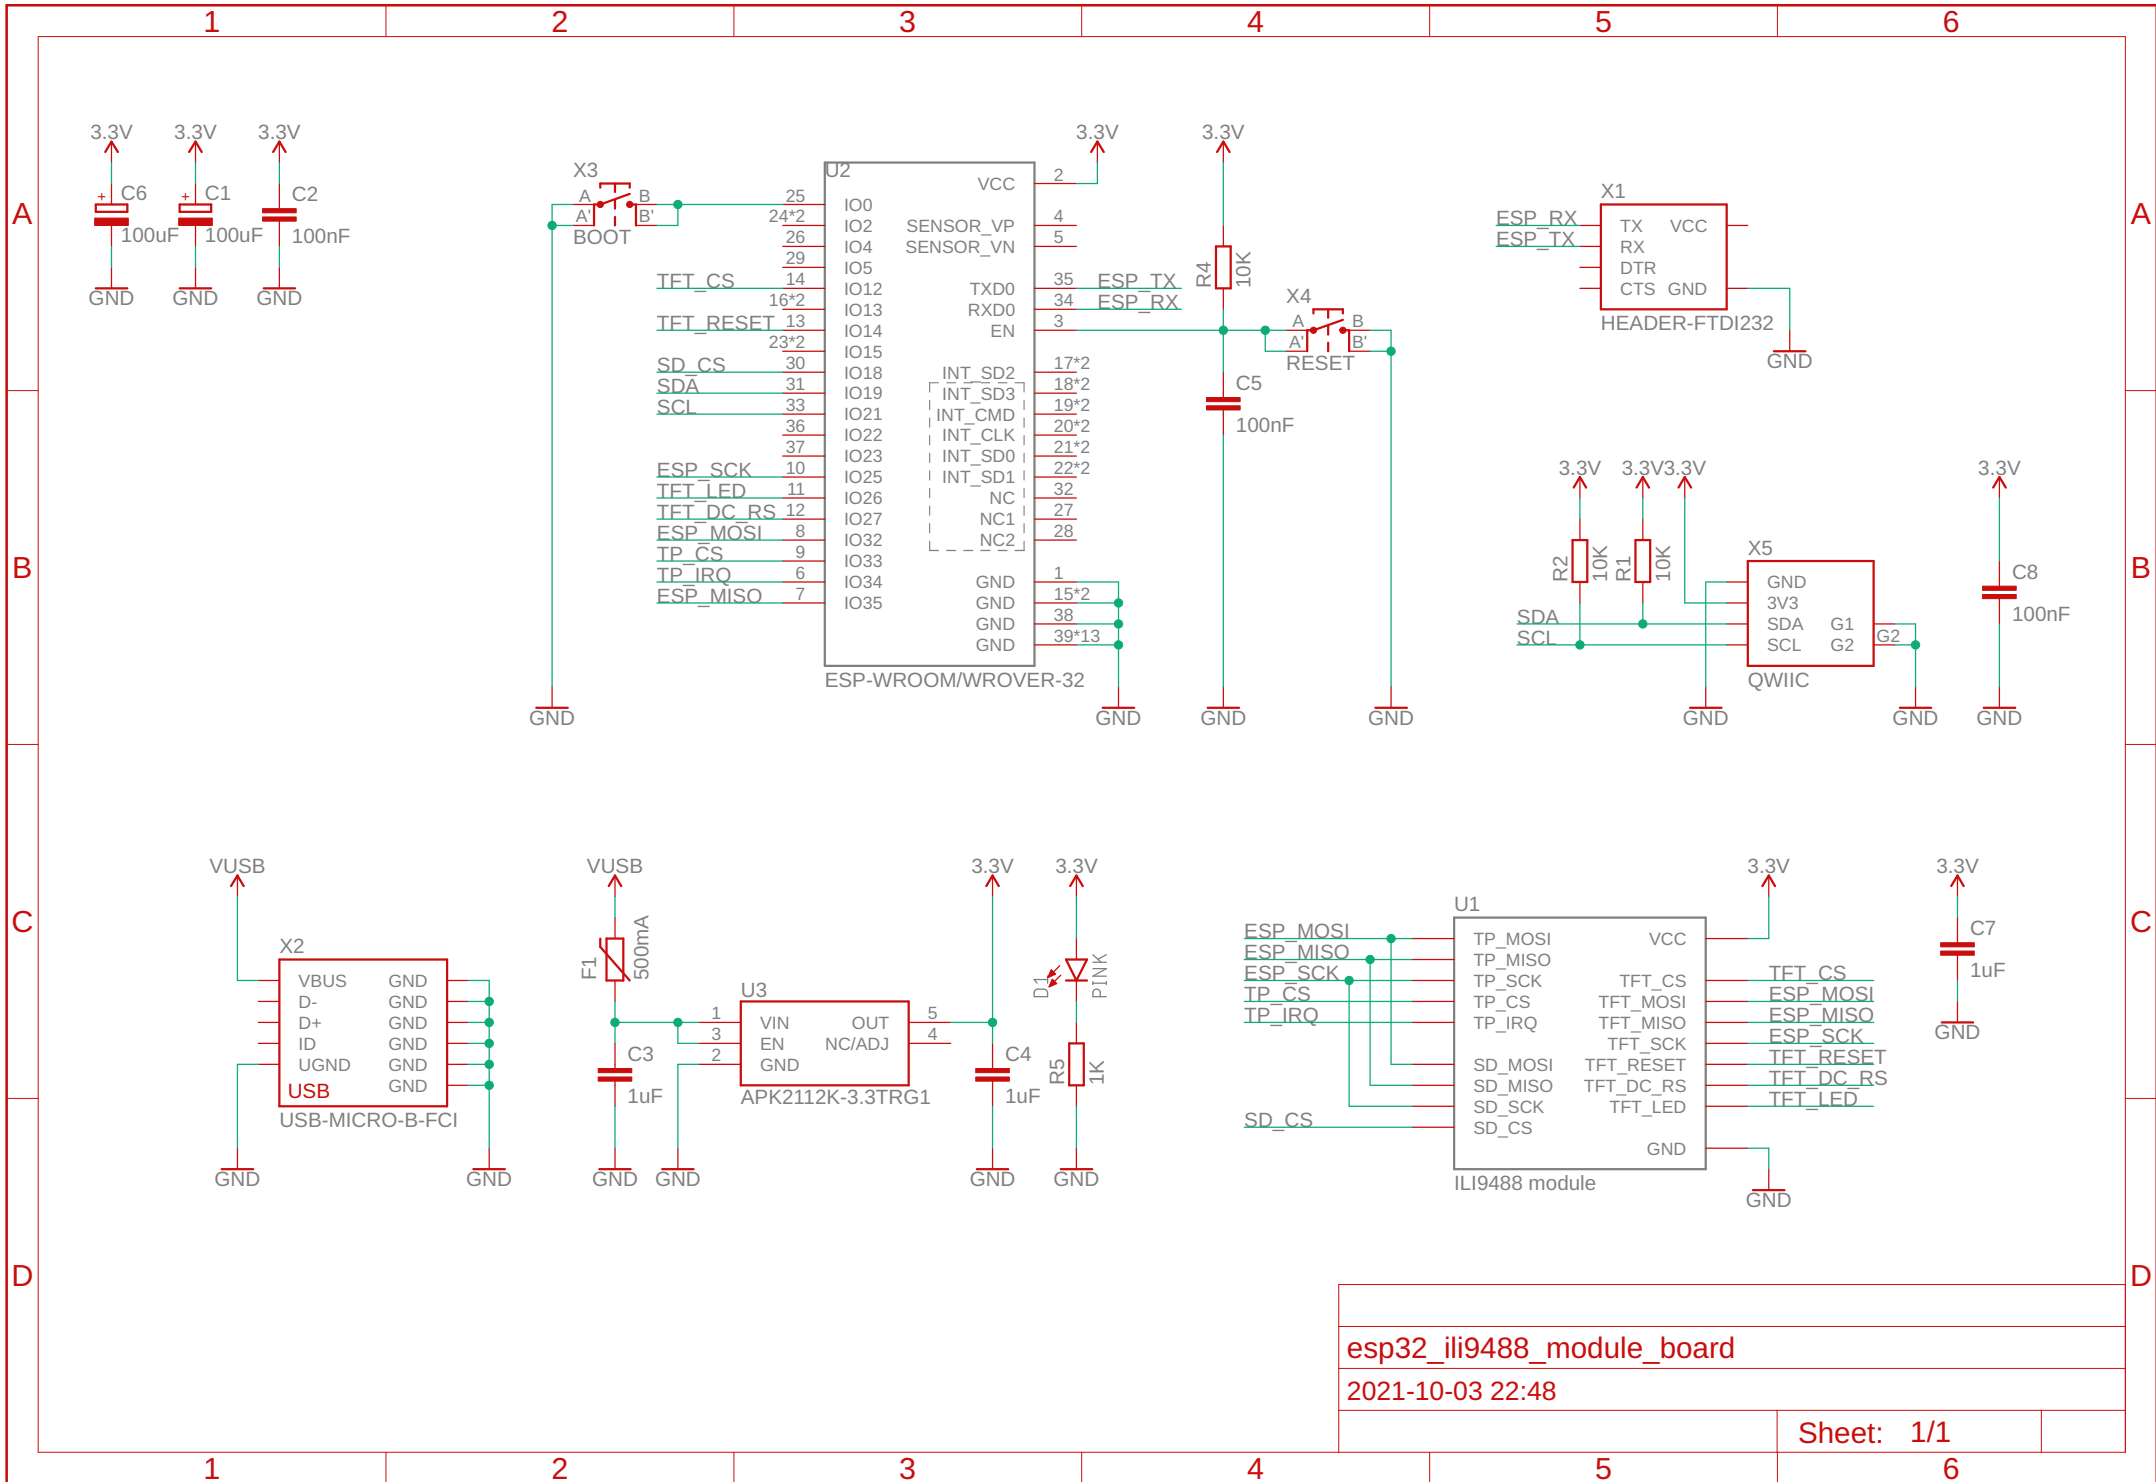 1 2 3 4 5 6
A A
3.3V 3.3V 3.3V
C6 C1 C2
+ +
100uF 100uF 100nF
GND GND GND
X3
A B
A' B'
BOOT
GND
U2
25 IO0
24*2 IO2
26 IO4
29 IO5
TFT_CS 14 IO12
16*2 IO13
TFT_RESET 13 IO14
23*2 IO15
SD_CS 30 IO18
SDA 31 IO19
SCL 33 IO21
36 IO22
37 IO23
ESP_SCK 10 IO25
TFT_LED 11 IO26
TFT_DC_RS 12 IO27
ESP_MOSI 8 IO32
TP_CS 9 IO33
TP_IRQ 6 IO34
ESP_MISO 7 IO35
3.3V
VCC 2
SENSOR_VP 4
SENSOR_VN 5
TXD0 35 ESP_TX
RXD0 34 ESP_RX
EN 3
INT_SD2 17*2
INT_SD3 18*2
INT_CMD 19*2
INT_CLK 20*2
INT_SD0 21*2
INT_SD1 22*2
NC 32
NC1 27
NC2 28
GND 1
GND 15*2
GND 38
GND 39*13
ESP-WROOM/WROVER-32
GND
3.3V
R4 10K
X4
A B
A' B'
RESET
C5
100nF
GND GND
X1
ESP_RX TX VCC
ESP_TX RX
DTR
CTS GND
HEADER-FTDI232
GND
B B
3.3V 3.3V 3.3V 3.3V
R2 10K R1 10K
X5
GND
3V3
SDA SDA G1
SCL SCL G2 G2
QWIIC
GND GND
C8
100nF
GND
C C
VUSB
X2
VBUS GND
D- GND
D+ GND
ID GND
UGND GND
USB GND
USB-MICRO-B-FCI
GND GND
VUSB
F1 500mA
U3
1 VIN OUT 5
3 EN NC/ADJ 4
2 GND
APK2112K-3.3TRG1
C3
1uF
GND GND
3.3V 3.3V
C4
1uF
D1 PINK
R5 1K
GND GND
3.3V
U1
ESP_MOSI TP_MOSI VCC
ESP_MISO TP_MISO
ESP_SCK TP_SCK TFT_CS TFT_CS
TP_CS TP_CS TFT_MOSI ESP_MOSI
TP_IRQ TP_IRQ TFT_MISO ESP_MISO
TFT_SCK ESP_SCK
SD_MOSI TFT_RESET TFT_RESET
SD_MISO TFT_DC_RS TFT_DC_RS
SD_SCK TFT_LED TFT_LED
SD_CS SD_CS
GND
ILI9488 module
GND
3.3V
C7
1uF
GND
D D
esp32_ili9488_module_board
2021-10-03 22:48
Sheet: 1/1
1 2 3 4 5 6